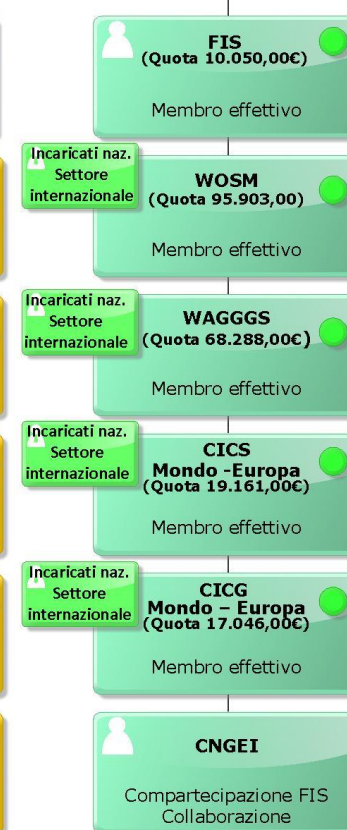 FIS
(Quota 10.050,00€)
Membro effettivo
Incaricati naz.
Settore
internazionale
WOSM
(Quota 95.903,00)
Membro effettivo
Incaricati naz.
Settore
internazionale
WAGGGS
(Quota 68.288,00€)
Membro effettivo
Incaricati naz.
Settore
internazionale
CICS
Mondo -Europa
(Quota 19.161,00€)
Membro effettivo
Incaricati naz.
Settore
internazionale
CICG
Mondo – Europa
(Quota 17.046,00€)
Membro effettivo
CNGEI
Compartecipazione FIS
Collaborazione